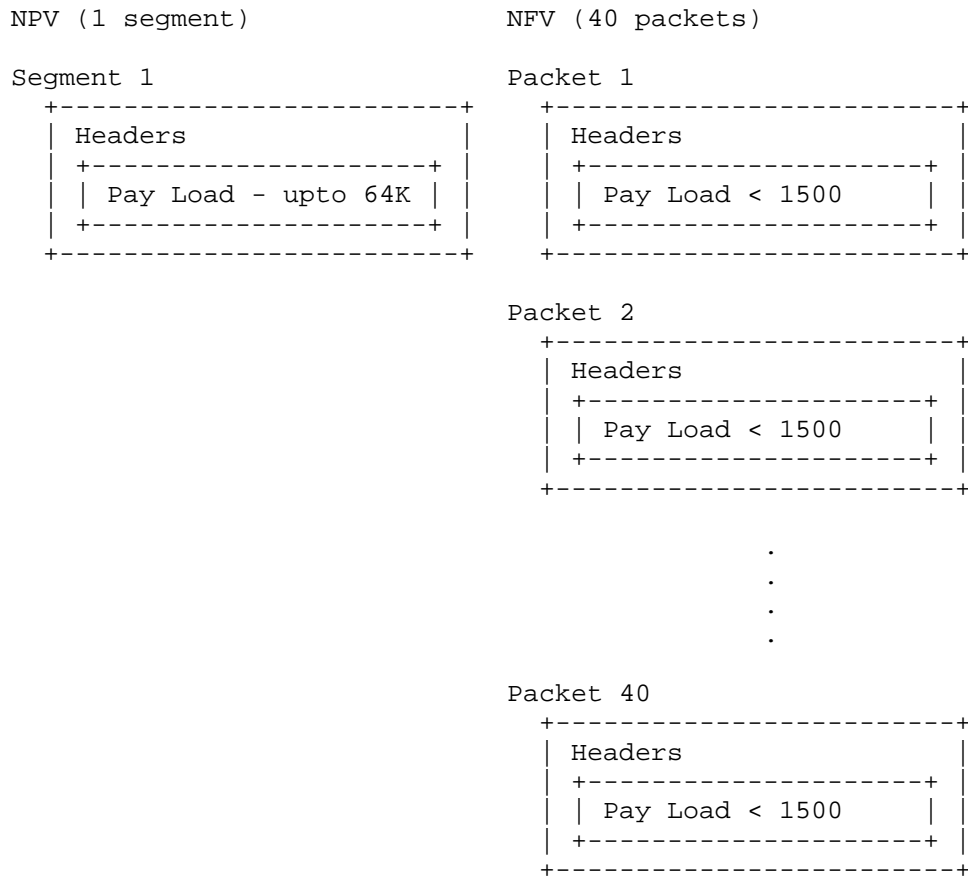 NPV (1 segment)                NFV (40 packets)
Segment 1                      Packet 1
  +-------------------------+    +-------------------------+
  | Headers                 |    | Headers                 |
  | +---------------------+ |    | +---------------------+ |
  | | Pay Load - upto 64K | |    | | Pay Load < 1500     | |
  | +---------------------+ |    | +---------------------+ |
  +-------------------------+    +-------------------------+
                               Packet 2
                                 +-------------------------+
                                 | Headers                 |
                                 | +---------------------+ |
                                 | | Pay Load < 1500     | |
                                 | +---------------------+ |
                                 +-------------------------+
                                               .
                                               .
                                               .
                                               .
                               Packet 40
                                 +-------------------------+
                                 | Headers                 |
                                 | +---------------------+ |
                                 | | Pay Load < 1500     | |
                                 | +---------------------+ |
                                 +-------------------------+